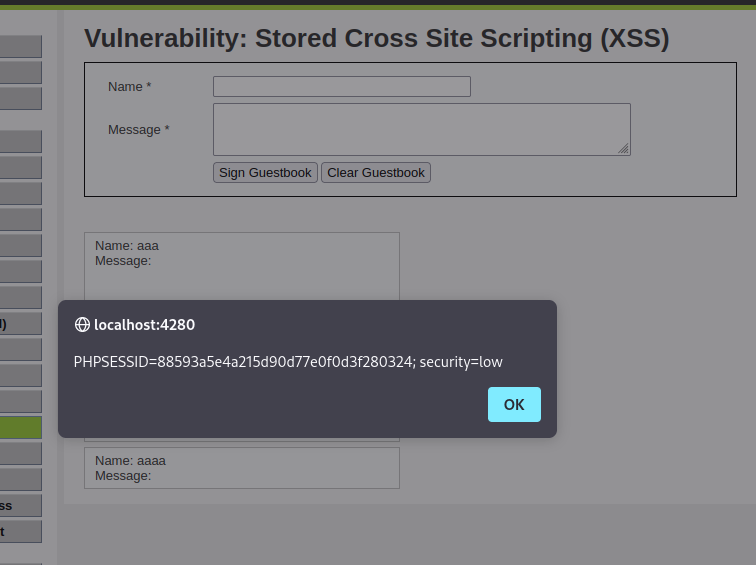 Vulnerability: Stored Cross Site Scripting (XSS)
Name *
Message *
Sign Guestbook Clear Guestbook
Name: aaa
Message:
localhost:4280
PHPSESSID=88593a5e4a215d90d77e0f0d3f280324; security=low
OK
Name: aaaa
Message:
l)
ss
t